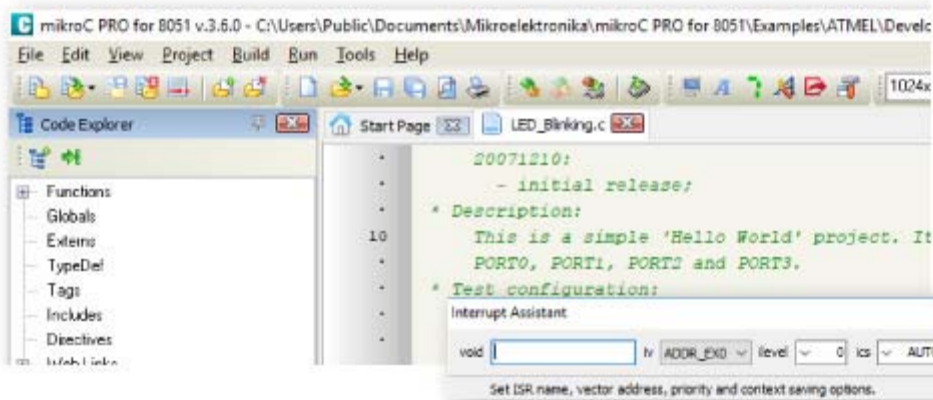 mikroC PRO for 8051 v.3.6.0 - C:\Users\Public\Documents\Mikroelektronika\mikroC PRO for 8051\Examples\ATMEL\Develo
File Edit View Project Build Run Tools Help
1024x
Code Explorer
Start Page LED_Blinking.c
20071210:
- initial release;
Functions
* Description:
Globals
10 This is a simple 'Hello World' project. It
Externs
PORT0, PORT1, PORT2 and PORT3.
TypeDef
* Test configuration:
Tags
Includes
Directives
Web Links
Interrupt Assistant
void iv ADDR_EX0 ilevel 0 ics AUT
Set ISR name, vector address, priority and context saving options.